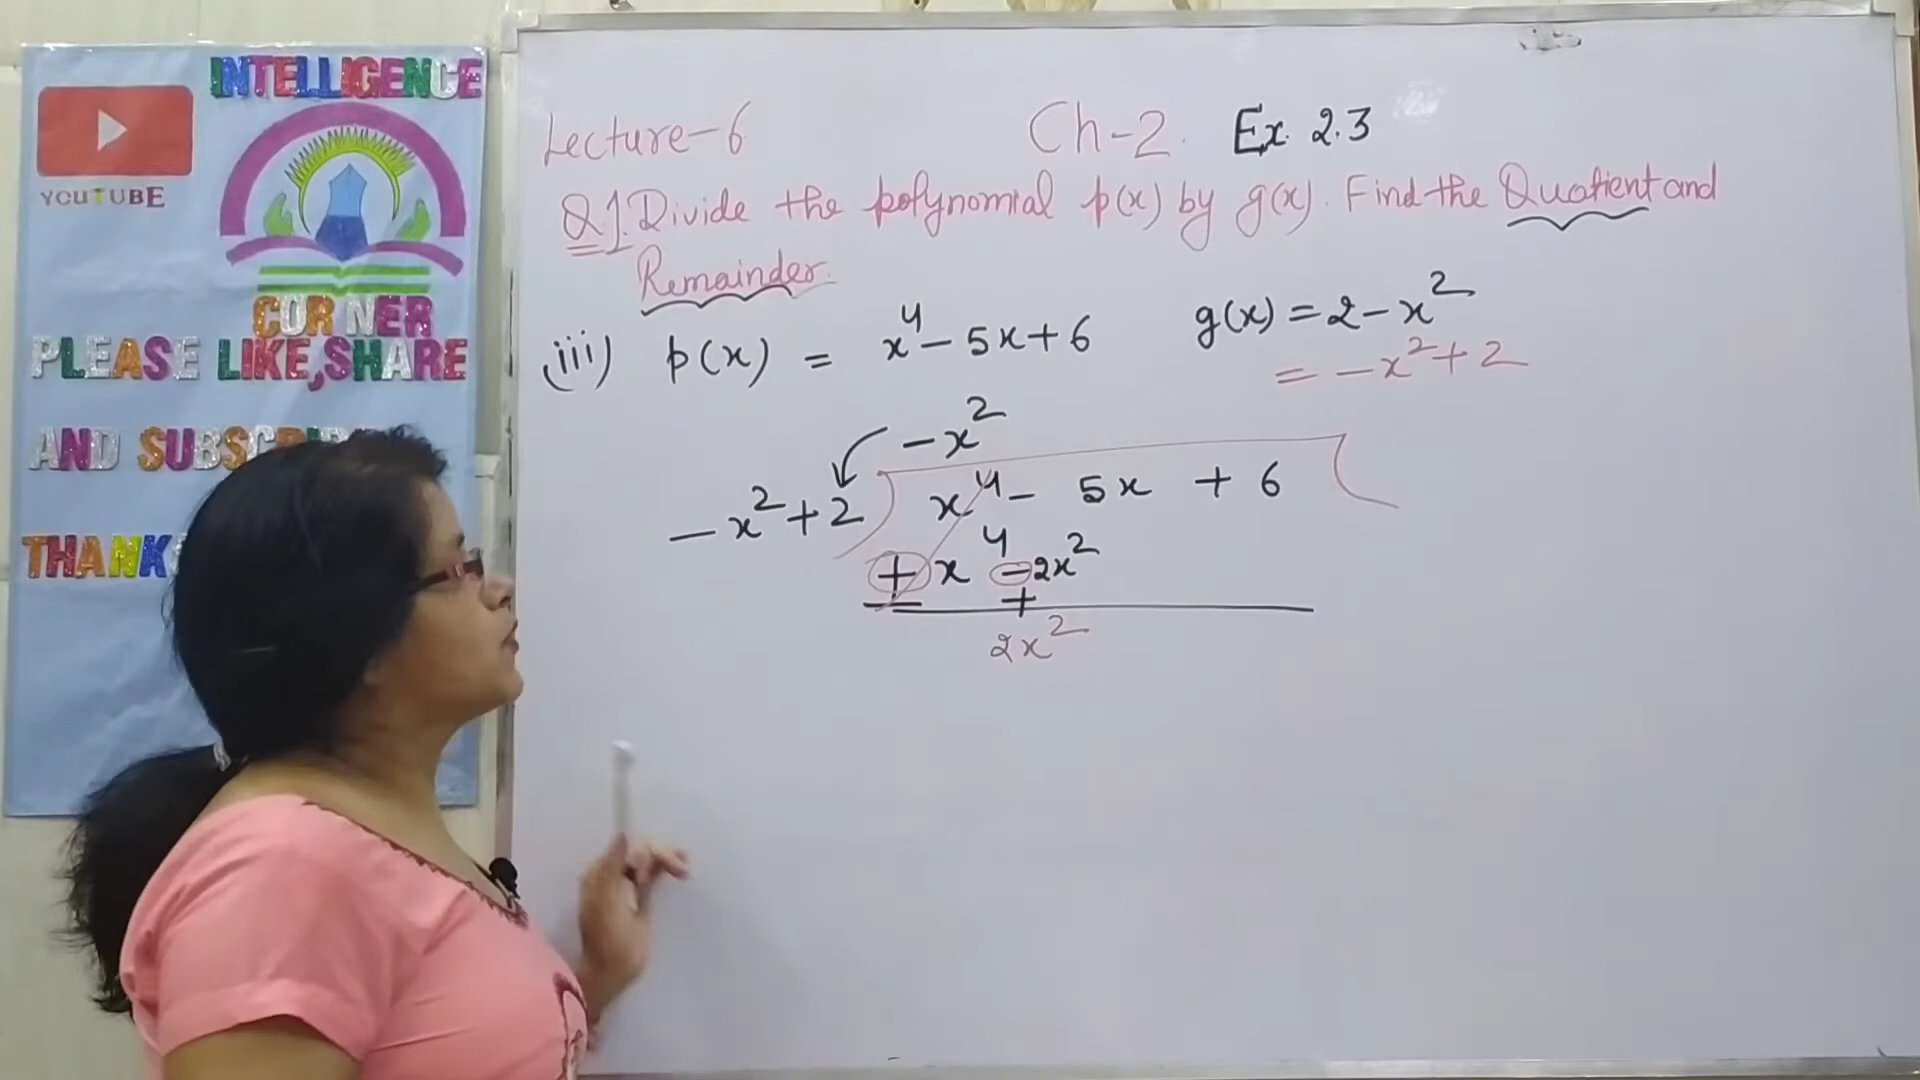 INTELLIGENCE
YOUTUBE
CORNER
PLEASE LIKE,SHARE
AND SUBSCRIBE
THANK
Lecture-6 Ch-2. Ex. 2.3
Q1. Divide the polynomial p(x) by g(x). Find the Quotient and
Remainder.
(iii) p(x) = x⁴ - 5x + 6 g(x) = 2 - x²
= -x² + 2
-x²
-x² + 2 ) x⁴ - 5x + 6
+ x⁴ - 2x²
- +
2x²